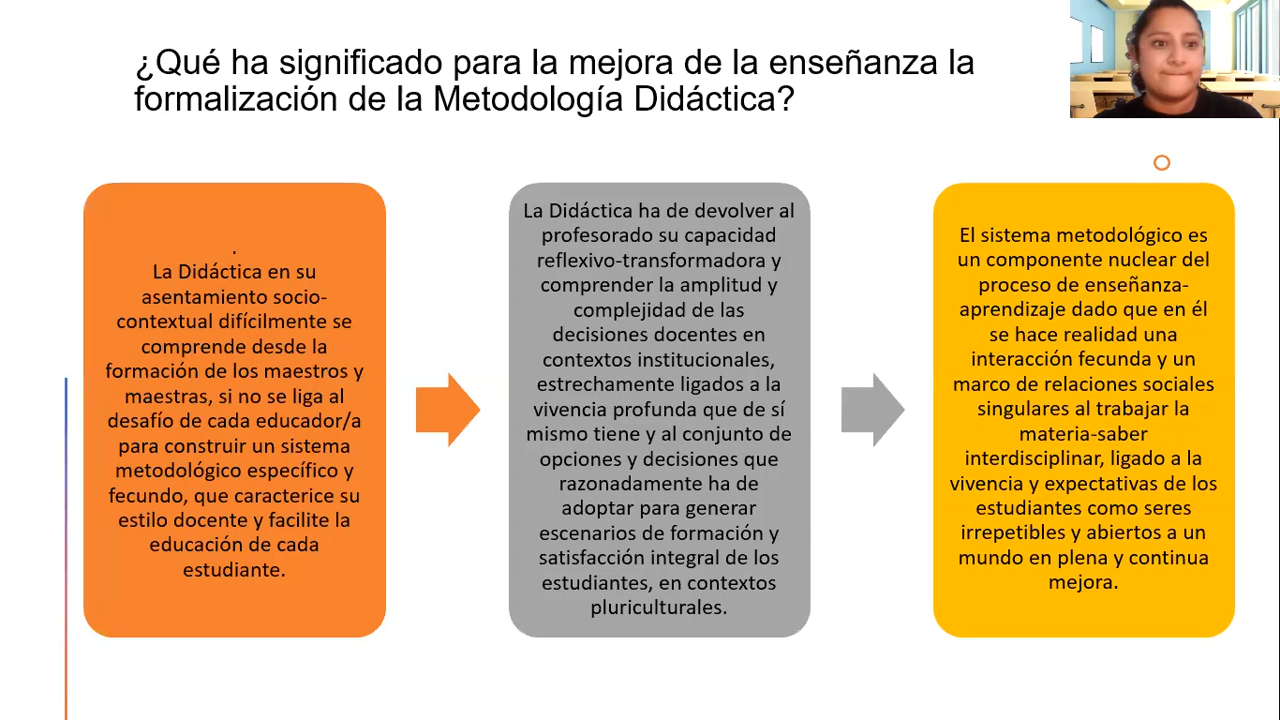 ¿Qué ha significado para la mejora de la enseñanza la
formalización de la Metodología Didáctica?
.
La Didáctica en su
asentamiento socio-
contextual difícilmente se
comprende desde la
formación de los maestros y
maestras, si no se liga al
desafío de cada educador/a
para construir un sistema
metodológico específico y
fecundo, que caracterice su
estilo docente y facilite la
educación de cada
estudiante.
La Didáctica ha de devolver al
profesorado su capacidad
reflexivo-transformadora y
comprender la amplitud y
complejidad de las
decisiones docentes en
contextos institucionales,
estrechamente ligados a la
vivencia profunda que de sí
mismo tiene y al conjunto de
opciones y decisiones que
razonadamente ha de
adoptar para generar
escenarios de formación y
satisfacción integral de los
estudiantes, en contextos
pluriculturales.
El sistema metodológico es
un componente nuclear del
proceso de enseñanza-
aprendizaje dado que en él
se hace realidad una
interacción fecunda y un
marco de relaciones sociales
singulares al trabajar la
materia-saber
interdisciplinar, ligado a la
vivencia y expectativas de los
estudiantes como seres
irrepetibles y abiertos a un
mundo en plena y continua
mejora.